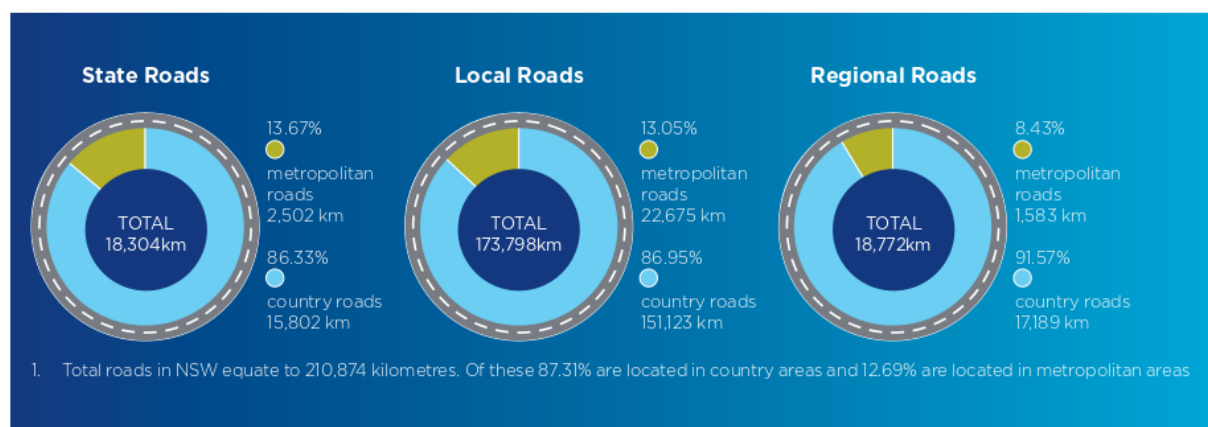 State Roads
TOTAL
18,304km
13.67%
metropolitan
roads
2,502 km
86.33%
country roads
15,802 km
Local Roads
TOTAL
173,798km
13.05%
metropolitan
roads
22,675 km
86.95%
country roads
151,123 km
Regional Roads
TOTAL
18,772km
8.43%
metropolitan
roads
1,583 km
91.57%
country roads
17,189 km
1. Total roads in NSW equate to 210,874 kilometres. Of these 87.31% are located in country areas and 12.69% are located in metropolitan areas